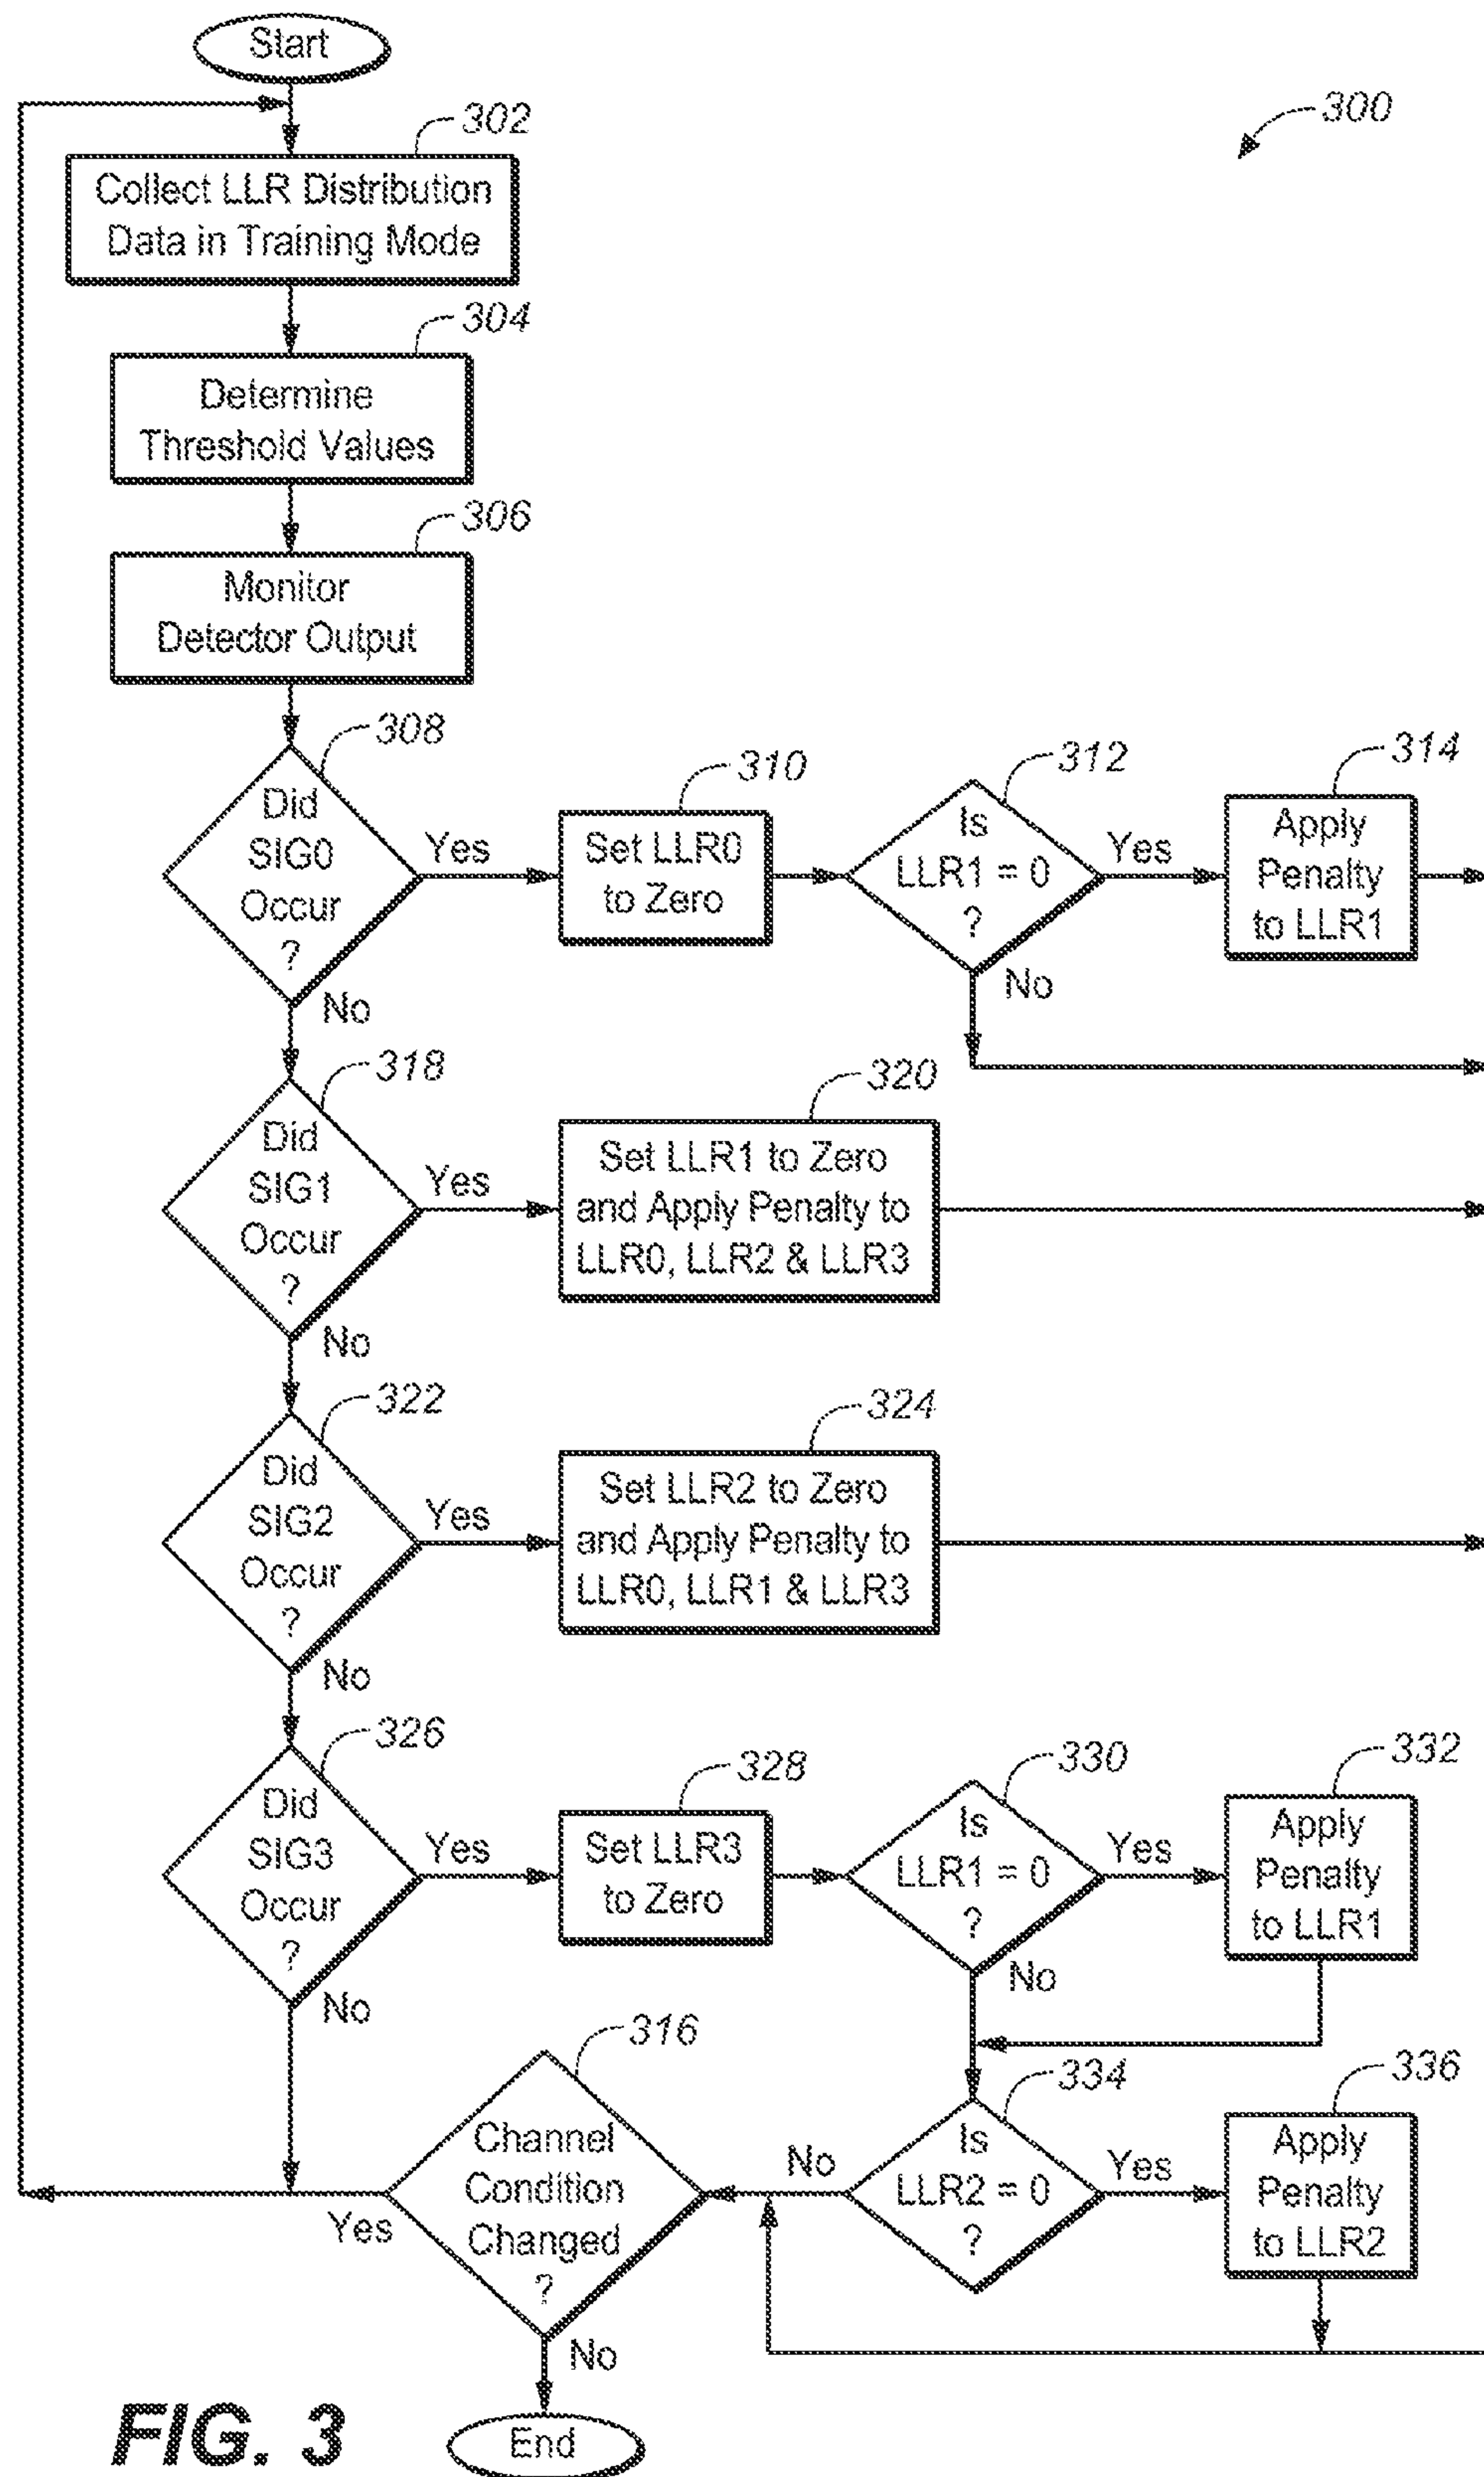 Start
300
302
Collect LLR Distribution
Data in Training Mode
304
Determine
Threshold Values
306
Monitor
Detector Output
308
Did
SIG0
Occur
?
Yes
No
310
Set LLR0
to Zero
312
Is
LLR1 = 0
?
Yes
No
314
Apply
Penalty
to LLR1
318
Did
SIG1
Occur
?
Yes
No
320
Set LLR1 to Zero
and Apply Penalty to
LLR0, LLR2 & LLR3
322
Did
SIG2
Occur
?
Yes
No
324
Set LLR2 to Zero
and Apply Penalty to
LLR0, LLR1 & LLR3
326
Did
SIG3
Occur
?
Yes
No
328
Set LLR3
to Zero
330
Is
LLR1 = 0
?
Yes
No
332
Apply
Penalty
to LLR1
316
Channel
Condition
Changed
?
Yes
No
334
Is
LLR2 = 0
?
No
Yes
336
Apply
Penalty
to LLR2
End
FIG. 3